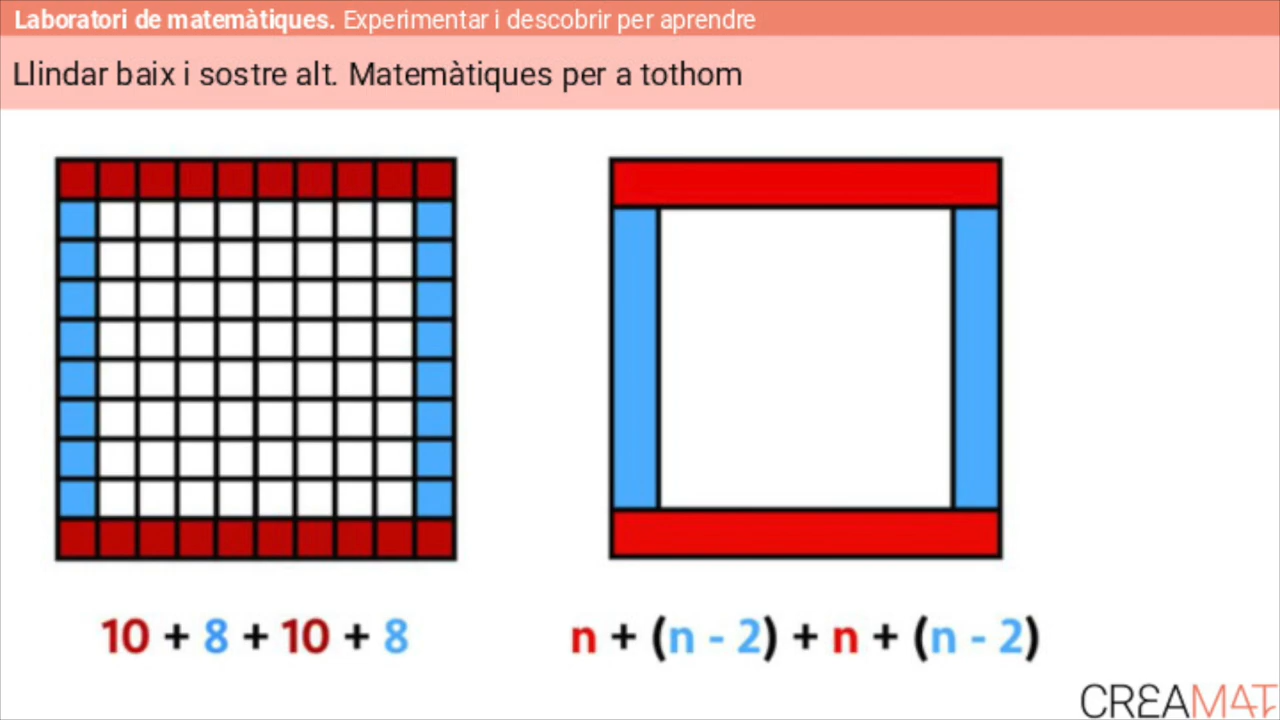 Laboratori de matemàtiques. Experimentar i descobrir per aprendre
Llindar baix i sostre alt. Matemàtiques per a tothom
10 + 8 + 10 + 8
n + (n - 2) + n + (n - 2)
CREAMAT